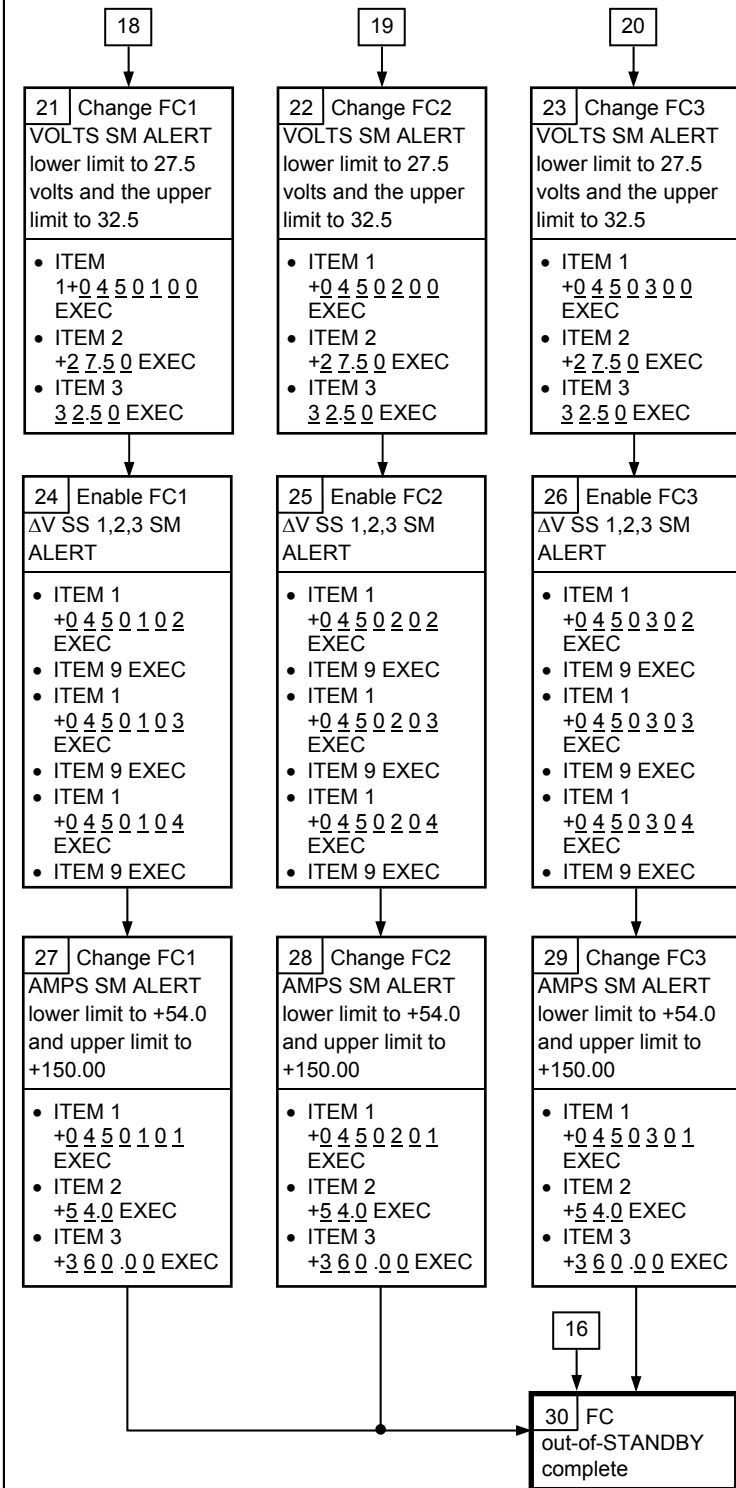 18
19
20
21 Change FC1
VOLTS SM ALERT
lower limit to 27.5
volts and the upper
limit to 32.5
• ITEM
1+0 4 5 0 1 0 0
EXEC
• ITEM 2
+2 7.5 0 EXEC
• ITEM 3
3 2.5 0 EXEC
22 Change FC2
VOLTS SM ALERT
lower limit to 27.5
volts and the upper
limit to 32.5
• ITEM 1
+0 4 5 0 2 0 0
EXEC
• ITEM 2
+2 7.5 0 EXEC
• ITEM 3
3 2.5 0 EXEC
23 Change FC3
VOLTS SM ALERT
lower limit to 27.5
volts and the upper
limit to 32.5
• ITEM 1
+0 4 5 0 3 0 0
EXEC
• ITEM 2
+2 7.5 0 EXEC
• ITEM 3
3 2.5 0 EXEC
24 Enable FC1
∆V SS 1,2,3 SM
ALERT
• ITEM 1
+0 4 5 0 1 0 2
EXEC
• ITEM 9 EXEC
• ITEM 1
+0 4 5 0 1 0 3
EXEC
• ITEM 9 EXEC
• ITEM 1
+0 4 5 0 1 0 4
EXEC
• ITEM 9 EXEC
25 Enable FC2
∆V SS 1,2,3 SM
ALERT
• ITEM 1
+0 4 5 0 2 0 2
EXEC
• ITEM 9 EXEC
• ITEM 1
+0 4 5 0 2 0 3
EXEC
• ITEM 9 EXEC
• ITEM 1
+0 4 5 0 2 0 4
EXEC
• ITEM 9 EXEC
26 Enable FC3
∆V SS 1,2,3 SM
ALERT
• ITEM 1
+0 4 5 0 3 0 2
EXEC
• ITEM 9 EXEC
• ITEM 1
+0 4 5 0 3 0 3
EXEC
• ITEM 9 EXEC
• ITEM 1
+0 4 5 0 3 0 4
EXEC
• ITEM 9 EXEC
27 Change FC1
AMPS SM ALERT
lower limit to +54.0
and upper limit to
+150.00
• ITEM 1
+0 4 5 0 1 0 1
EXEC
• ITEM 2
+5 4.0 EXEC
• ITEM 3
+3 6 0 .0 0 EXEC
28 Change FC2
AMPS SM ALERT
lower limit to +54.0
and upper limit to
+150.00
• ITEM 1
+0 4 5 0 2 0 1
EXEC
• ITEM 2
+5 4.0 EXEC
• ITEM 3
+3 6 0 .0 0 EXEC
29 Change FC3
AMPS SM ALERT
lower limit to +54.0
and upper limit to
+150.00
• ITEM 1
+0 4 5 0 3 0 1
EXEC
• ITEM 2
+5 4.0 EXEC
• ITEM 3
+3 6 0 .0 0 EXEC
16
30 FC
out-of-STANDBY
complete